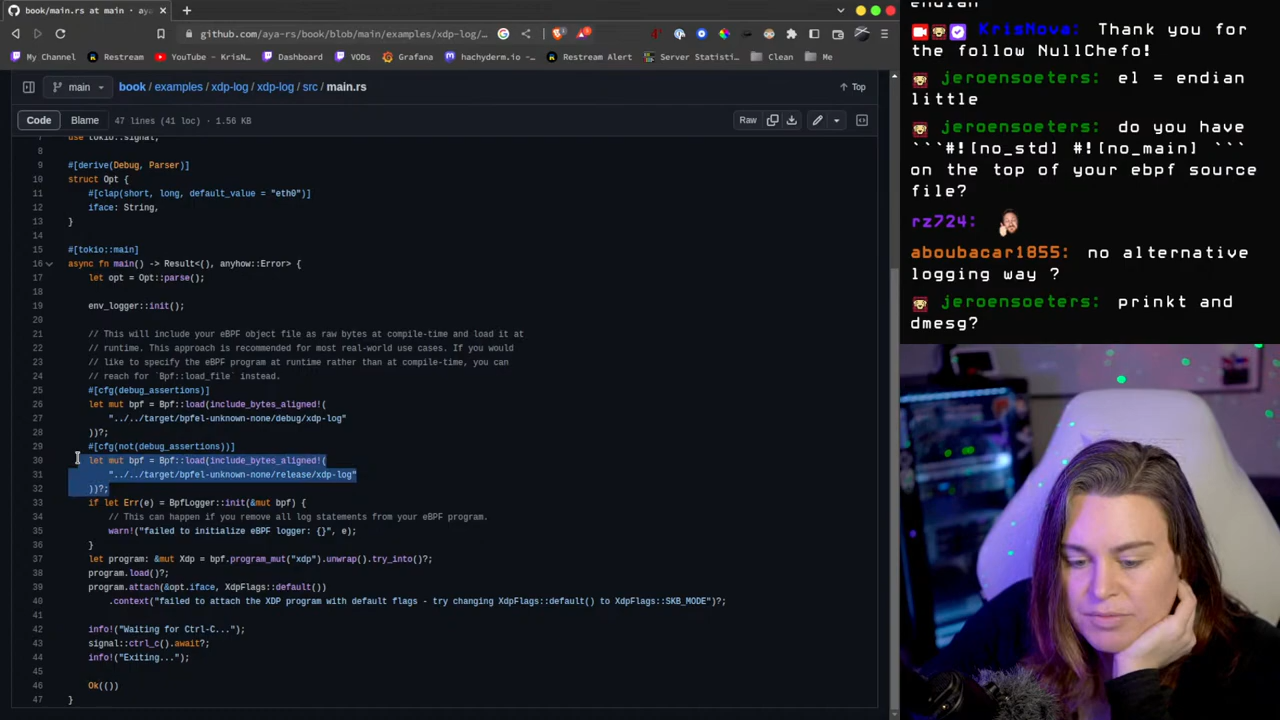 book/main.rs at main · aya-rs
github.com/aya-rs/book/blob/main/examples/xdp-log/...
My Channel
Restream
YouTube - KrisN...
Dashboard
VODs
Grafana
hachyderm.io - ...
Restream Alert
Server Statisti...
Clean
Me
main
book / examples / xdp-log / xdp-log / src / main.rs
Top
Code
Blame
47 lines (41 loc) · 1.56 KB
Raw
7 use tokio::signal;
8
9 #[derive(Debug, Parser)]
10 struct Opt {
11 #[clap(short, long, default_value = "eth0")]
12 iface: String,
13 }
14
15 #[tokio::main]
16 async fn main() -> Result<(), anyhow::Error> {
17 let opt = Opt::parse();
18
19 env_logger::init();
20
21 // This will include your eBPF object file as raw bytes at compile-time and load it at
22 // runtime. This approach is recommended for most real-world use cases. If you would
23 // like to specify the eBPF program at runtime rather than at compile-time, you can
24 // reach for `Bpf::load_file` instead.
25 #[cfg(debug_assertions)]
26 let mut bpf = Bpf::load(include_bytes_aligned!(
27 "../../target/bpfel-unknown-none/debug/xdp-log"
28 ))?;
29 #[cfg(not(debug_assertions))]
30 let mut bpf = Bpf::load(include_bytes_aligned!(
31 "../../target/bpfel-unknown-none/release/xdp-log"
32 ))?;
33 if let Err(e) = BpfLogger::init(&mut bpf) {
34 // This can happen if you remove all log statements from your eBPF program.
35 warn!("failed to initialize eBPF logger: {}", e);
36 }
37 let program: &mut Xdp = bpf.program_mut("xdp").unwrap().try_into()?;
38 program.load()?;
39 program.attach(&opt.iface, XdpFlags::default())
40 .context("failed to attach the XDP program with default flags - try changing XdpFlags::default() to XdpFlags::SKB_MODE")?;
41
42 info!("Waiting for Ctrl-C...");
43 signal::ctrl_c().await?;
44 info!("Exiting...");
45
46 Ok(())
47 }
endian
KrisNova: Thank you for
the follow NullChefo!
jeroensoeters: el = endian
little
jeroensoeters: do you have
```#![no_std] #![no_main] ```
on the top of your ebpf source
file?
rz724:
aboubacar1855: no alternative
logging way ?
jeroensoeters: prinkt and
dmesg?